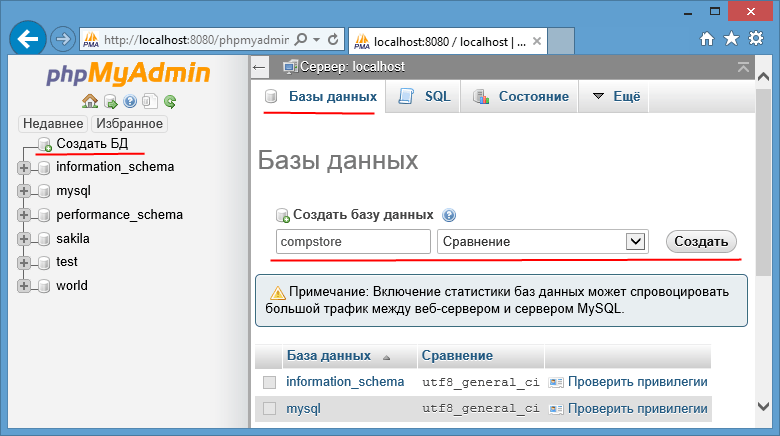 http://localhost:8080/phpmyadmin
localhost:8080 / localhost | ...
PMA
PMA
phpMyAdmin
Недавнее Избранное
Создать БД
information_schema
mysql
performance_schema
sakila
test
world
Сервер: localhost
Базы данных SQL Состояние Ещё
Базы данных
Создать базу данных
compstore Сравнение Создать
Примечание: Включение статистики баз данных может спровоцировать
большой трафик между веб-сервером и сервером MySQL.
База данных Сравнение
information_schema utf8_general_ci Проверить привилегии
mysql utf8_general_ci Проверить привилегии